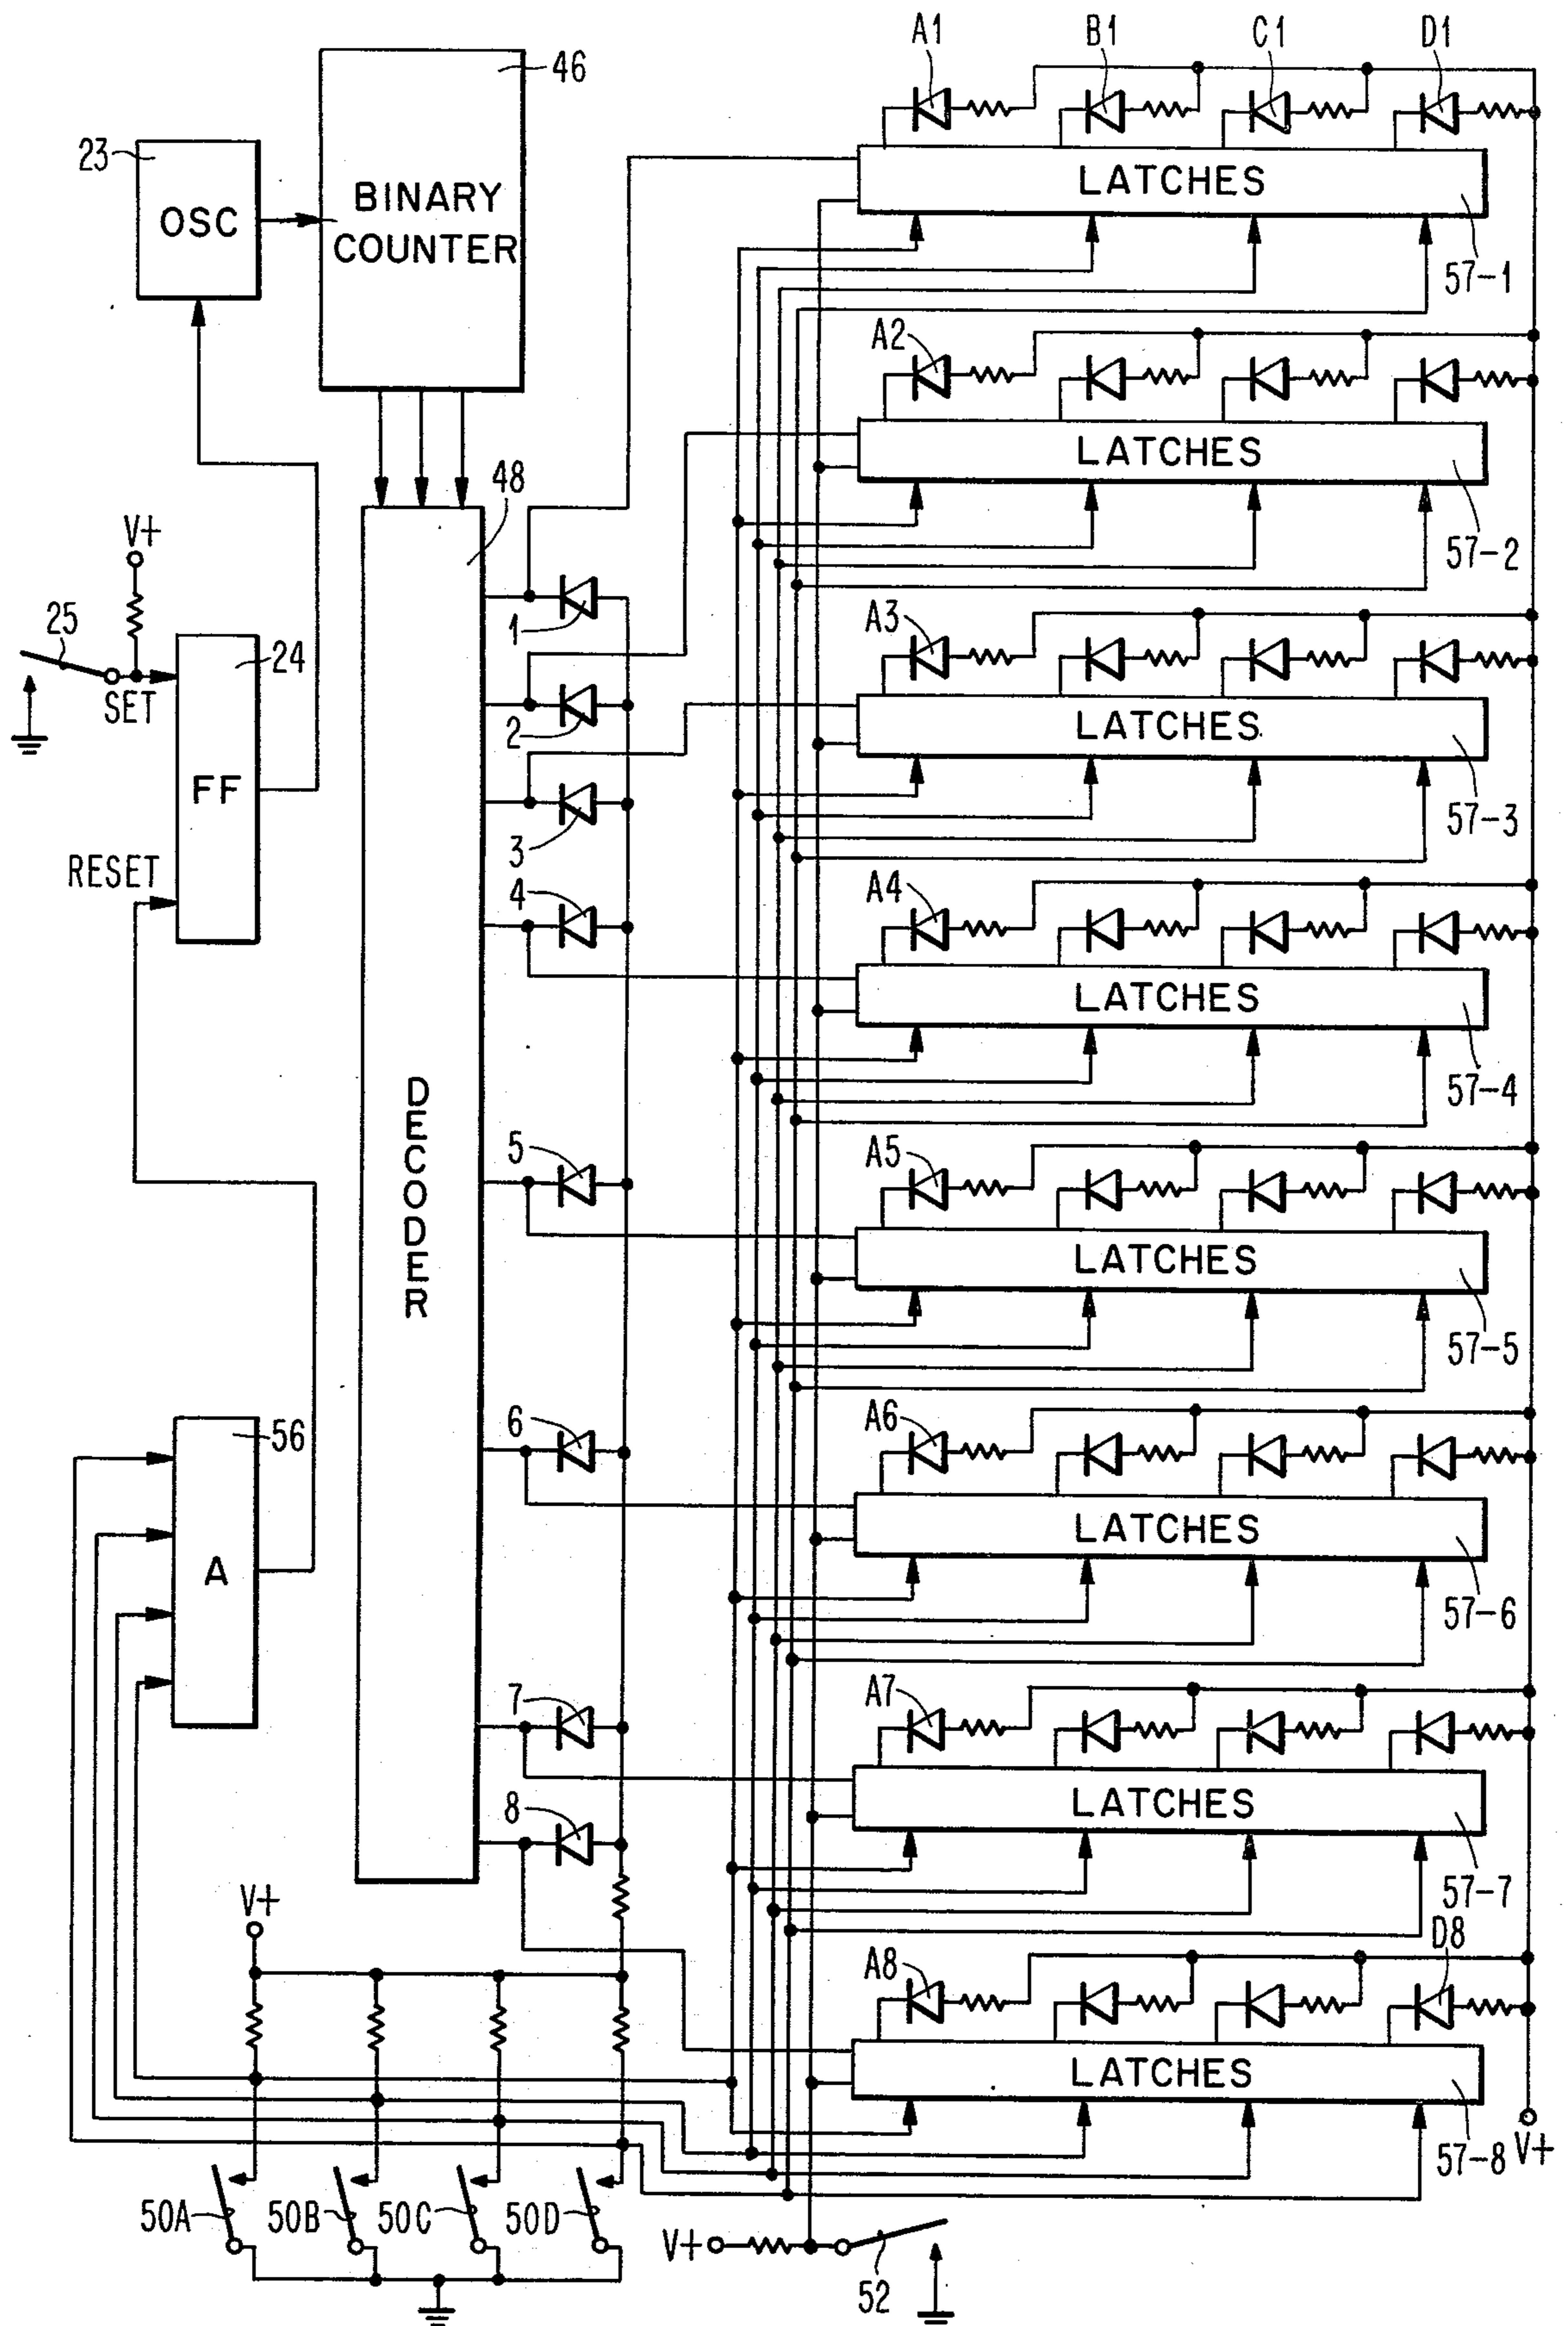 A1 B1 C1 D1
46
23
OSC
BINARY
COUNTER
LATCHES
57-1
A2
LATCHES
57-2
48
V+
25
SET
24
FF
RESET
1
2
3
4
5
6
7
8
DECODER
A3
LATCHES
57-3
A4
LATCHES
57-4
A5
LATCHES
57-5
A6
LATCHES
57-6
56
A
A7
LATCHES
57-7
V+
A8
D8
LATCHES
57-8
V+
50A 50B 50C 50D
V+
52